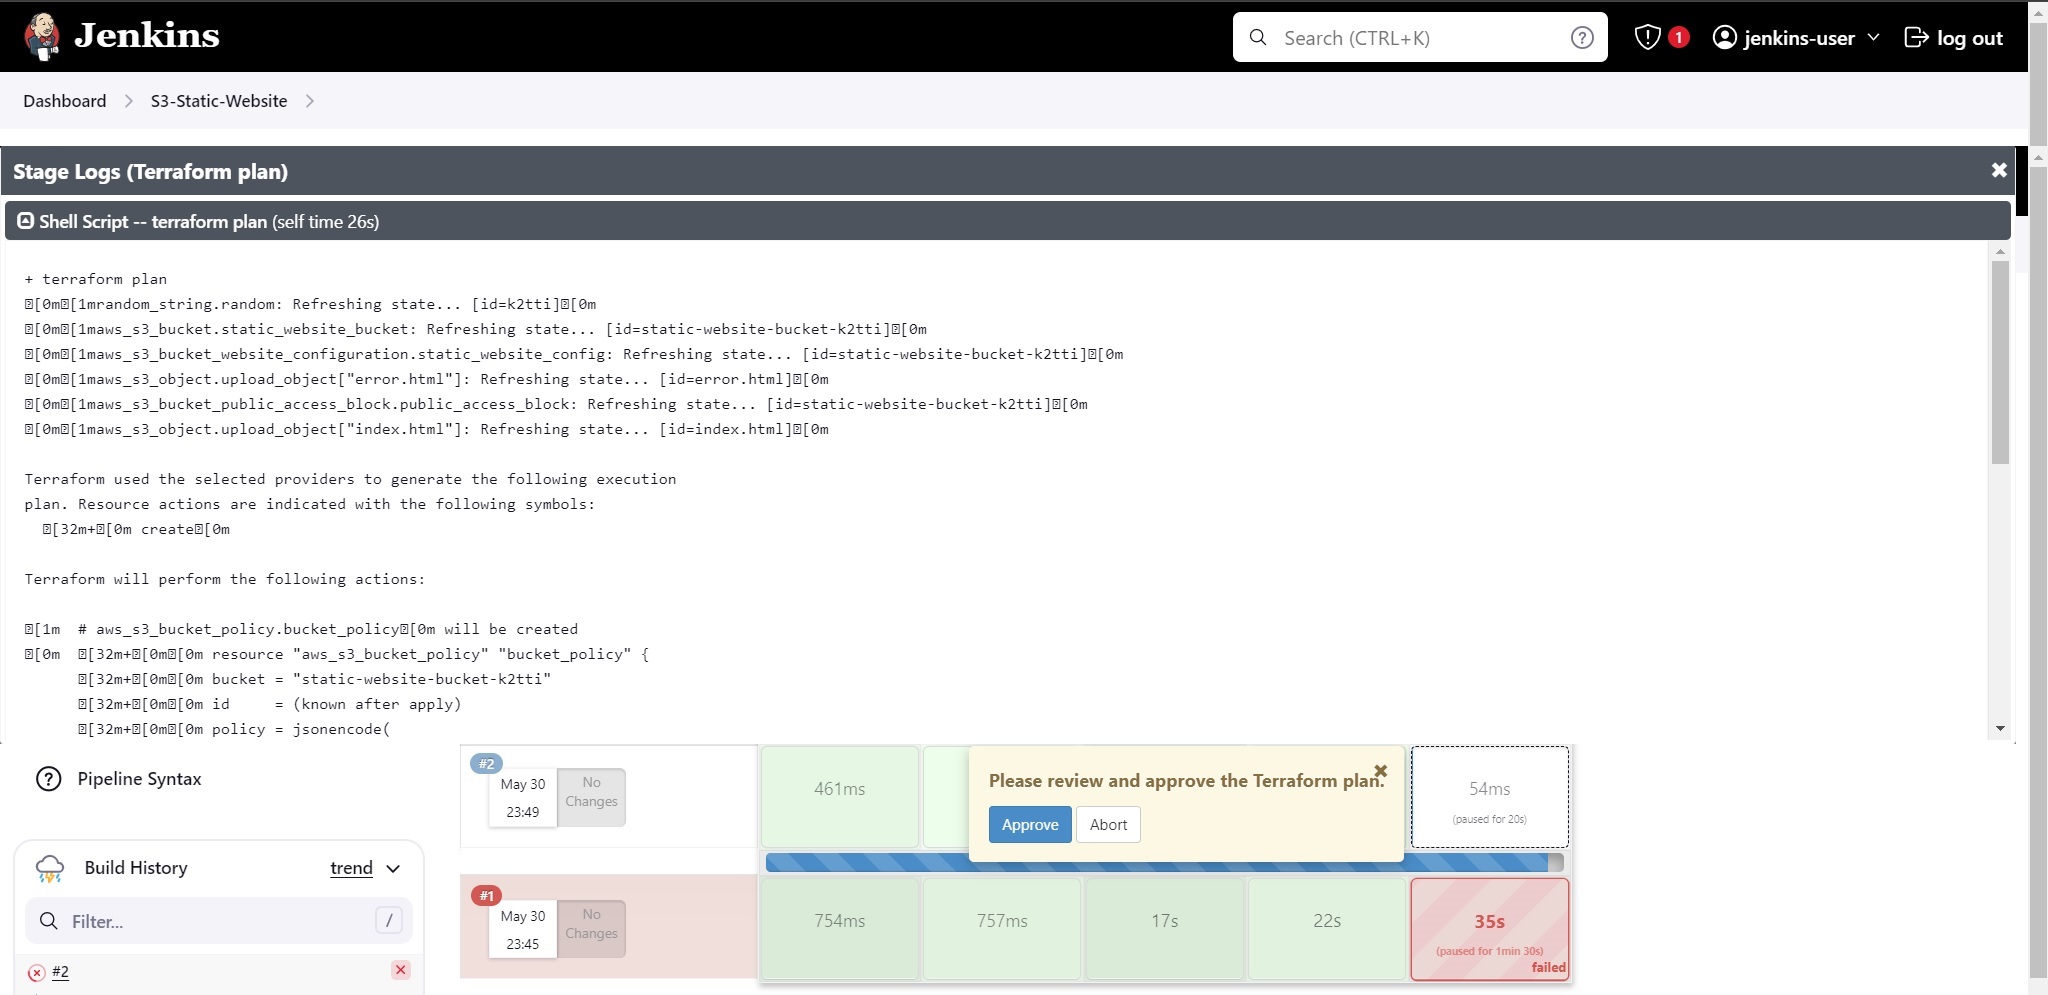 Jenkins
Search (CTRL+K)
1
jenkins-user
log out
Dashboard
S3-Static-Website
Stage Logs (Terraform plan)
Shell Script -- terraform plan (self time 26s)
+ terraform plan
[0m[1mrandom_string.random: Refreshing state... [id=k2tti][0m
[0m[1maws_s3_bucket.static_website_bucket: Refreshing state... [id=static-website-bucket-k2tti][0m
[0m[1maws_s3_bucket_website_configuration.static_website_config: Refreshing state... [id=static-website-bucket-k2tti][0m
[0m[1maws_s3_object.upload_object["error.html"]: Refreshing state... [id=error.html][0m
[0m[1maws_s3_bucket_public_access_block.public_access_block: Refreshing state... [id=static-website-bucket-k2tti][0m
[0m[1maws_s3_object.upload_object["index.html"]: Refreshing state... [id=index.html][0m
Terraform used the selected providers to generate the following execution
plan. Resource actions are indicated with the following symbols:
[32m+[0m create[0m
Terraform will perform the following actions:
[1m  # aws_s3_bucket_policy.bucket_policy[0m will be created
[0m  [32m+[0m[0m resource "aws_s3_bucket_policy" "bucket_policy" {
[32m+[0m[0m bucket = "static-website-bucket-k2tti"
[32m+[0m[0m id     = (known after apply)
[32m+[0m[0m policy = jsonencode(
Pipeline Syntax
Build History
trend
Filter...
/
#2
#2
May 30
23:49
No
Changes
461ms
Please review and approve the Terraform plan.
Approve
Abort
54ms
(paused for 20s)
#1
May 30
23:45
No
Changes
754ms
757ms
17s
22s
35s
(paused for 1min 30s)
failed